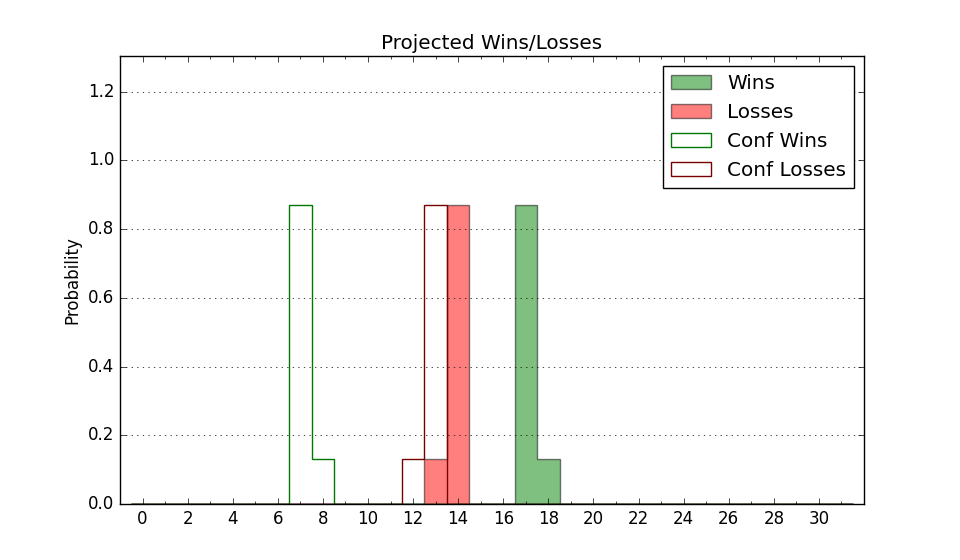 Projected Wins/Losses
Wins
Losses
Conf Wins
Conf Losses
Probability
1.2
1.0
0.8
0.6
0.4
0.2
0.0
0 2 4 6 8 10 12 14 16 18 20 22 24 26 28 30